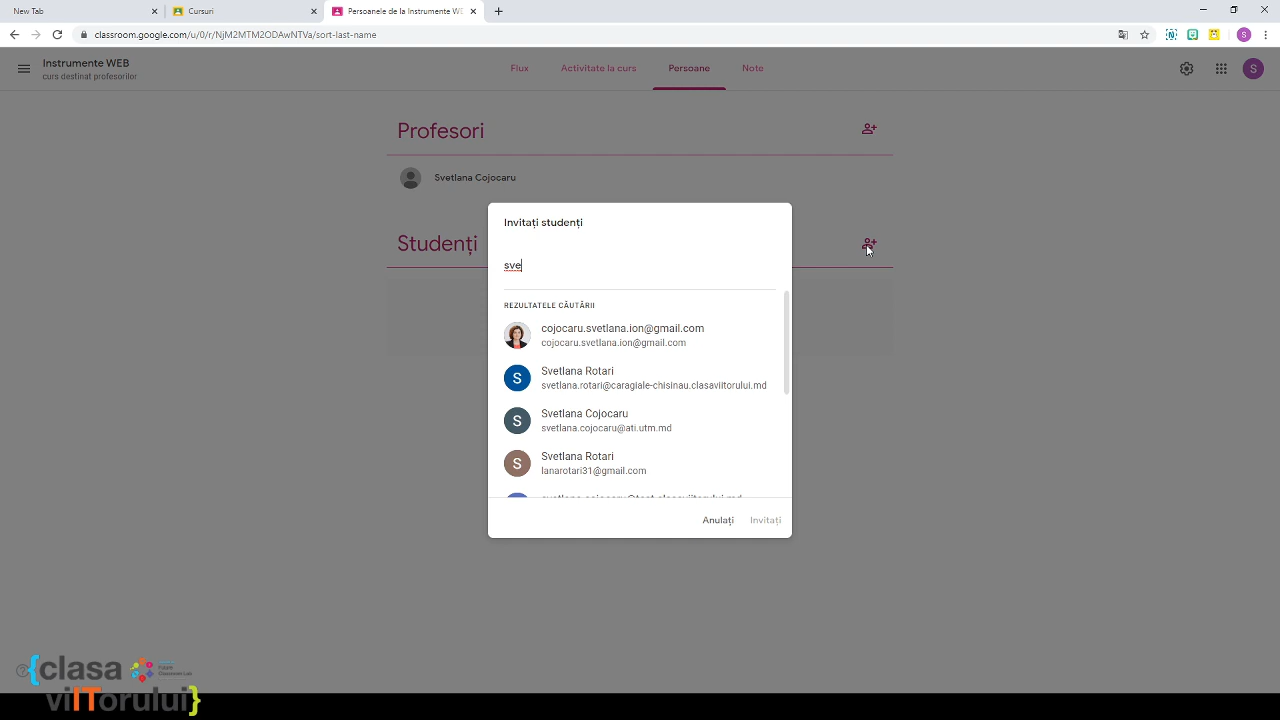 New Tab
Cursuri
Persoanele de la Instrumente WE
classroom.google.com/u/0/r/NjM2MTM2ODAwNTVa/sort-last-name
S
Instrumente WEB
curs destinat profesorilor
Flux
Activitate la curs
Persoane
Note
S
Profesori
Svetlana Cojocaru
Studenți
Invitați studenți
sve
REZULTATELE CĂUTĂRII
cojocaru.svetlana.ion@gmail.com
cojocaru.svetlana.ion@gmail.com
S
Svetlana Rotari
svetlana.rotari@caragiale-chisinau.clasaviitorului.md
S
Svetlana Cojocaru
svetlana.cojocaru@ati.utm.md
S
Svetlana Rotari
lanarotari31@gmail.com
Anulați
Invitați
{clasa
viITorului}